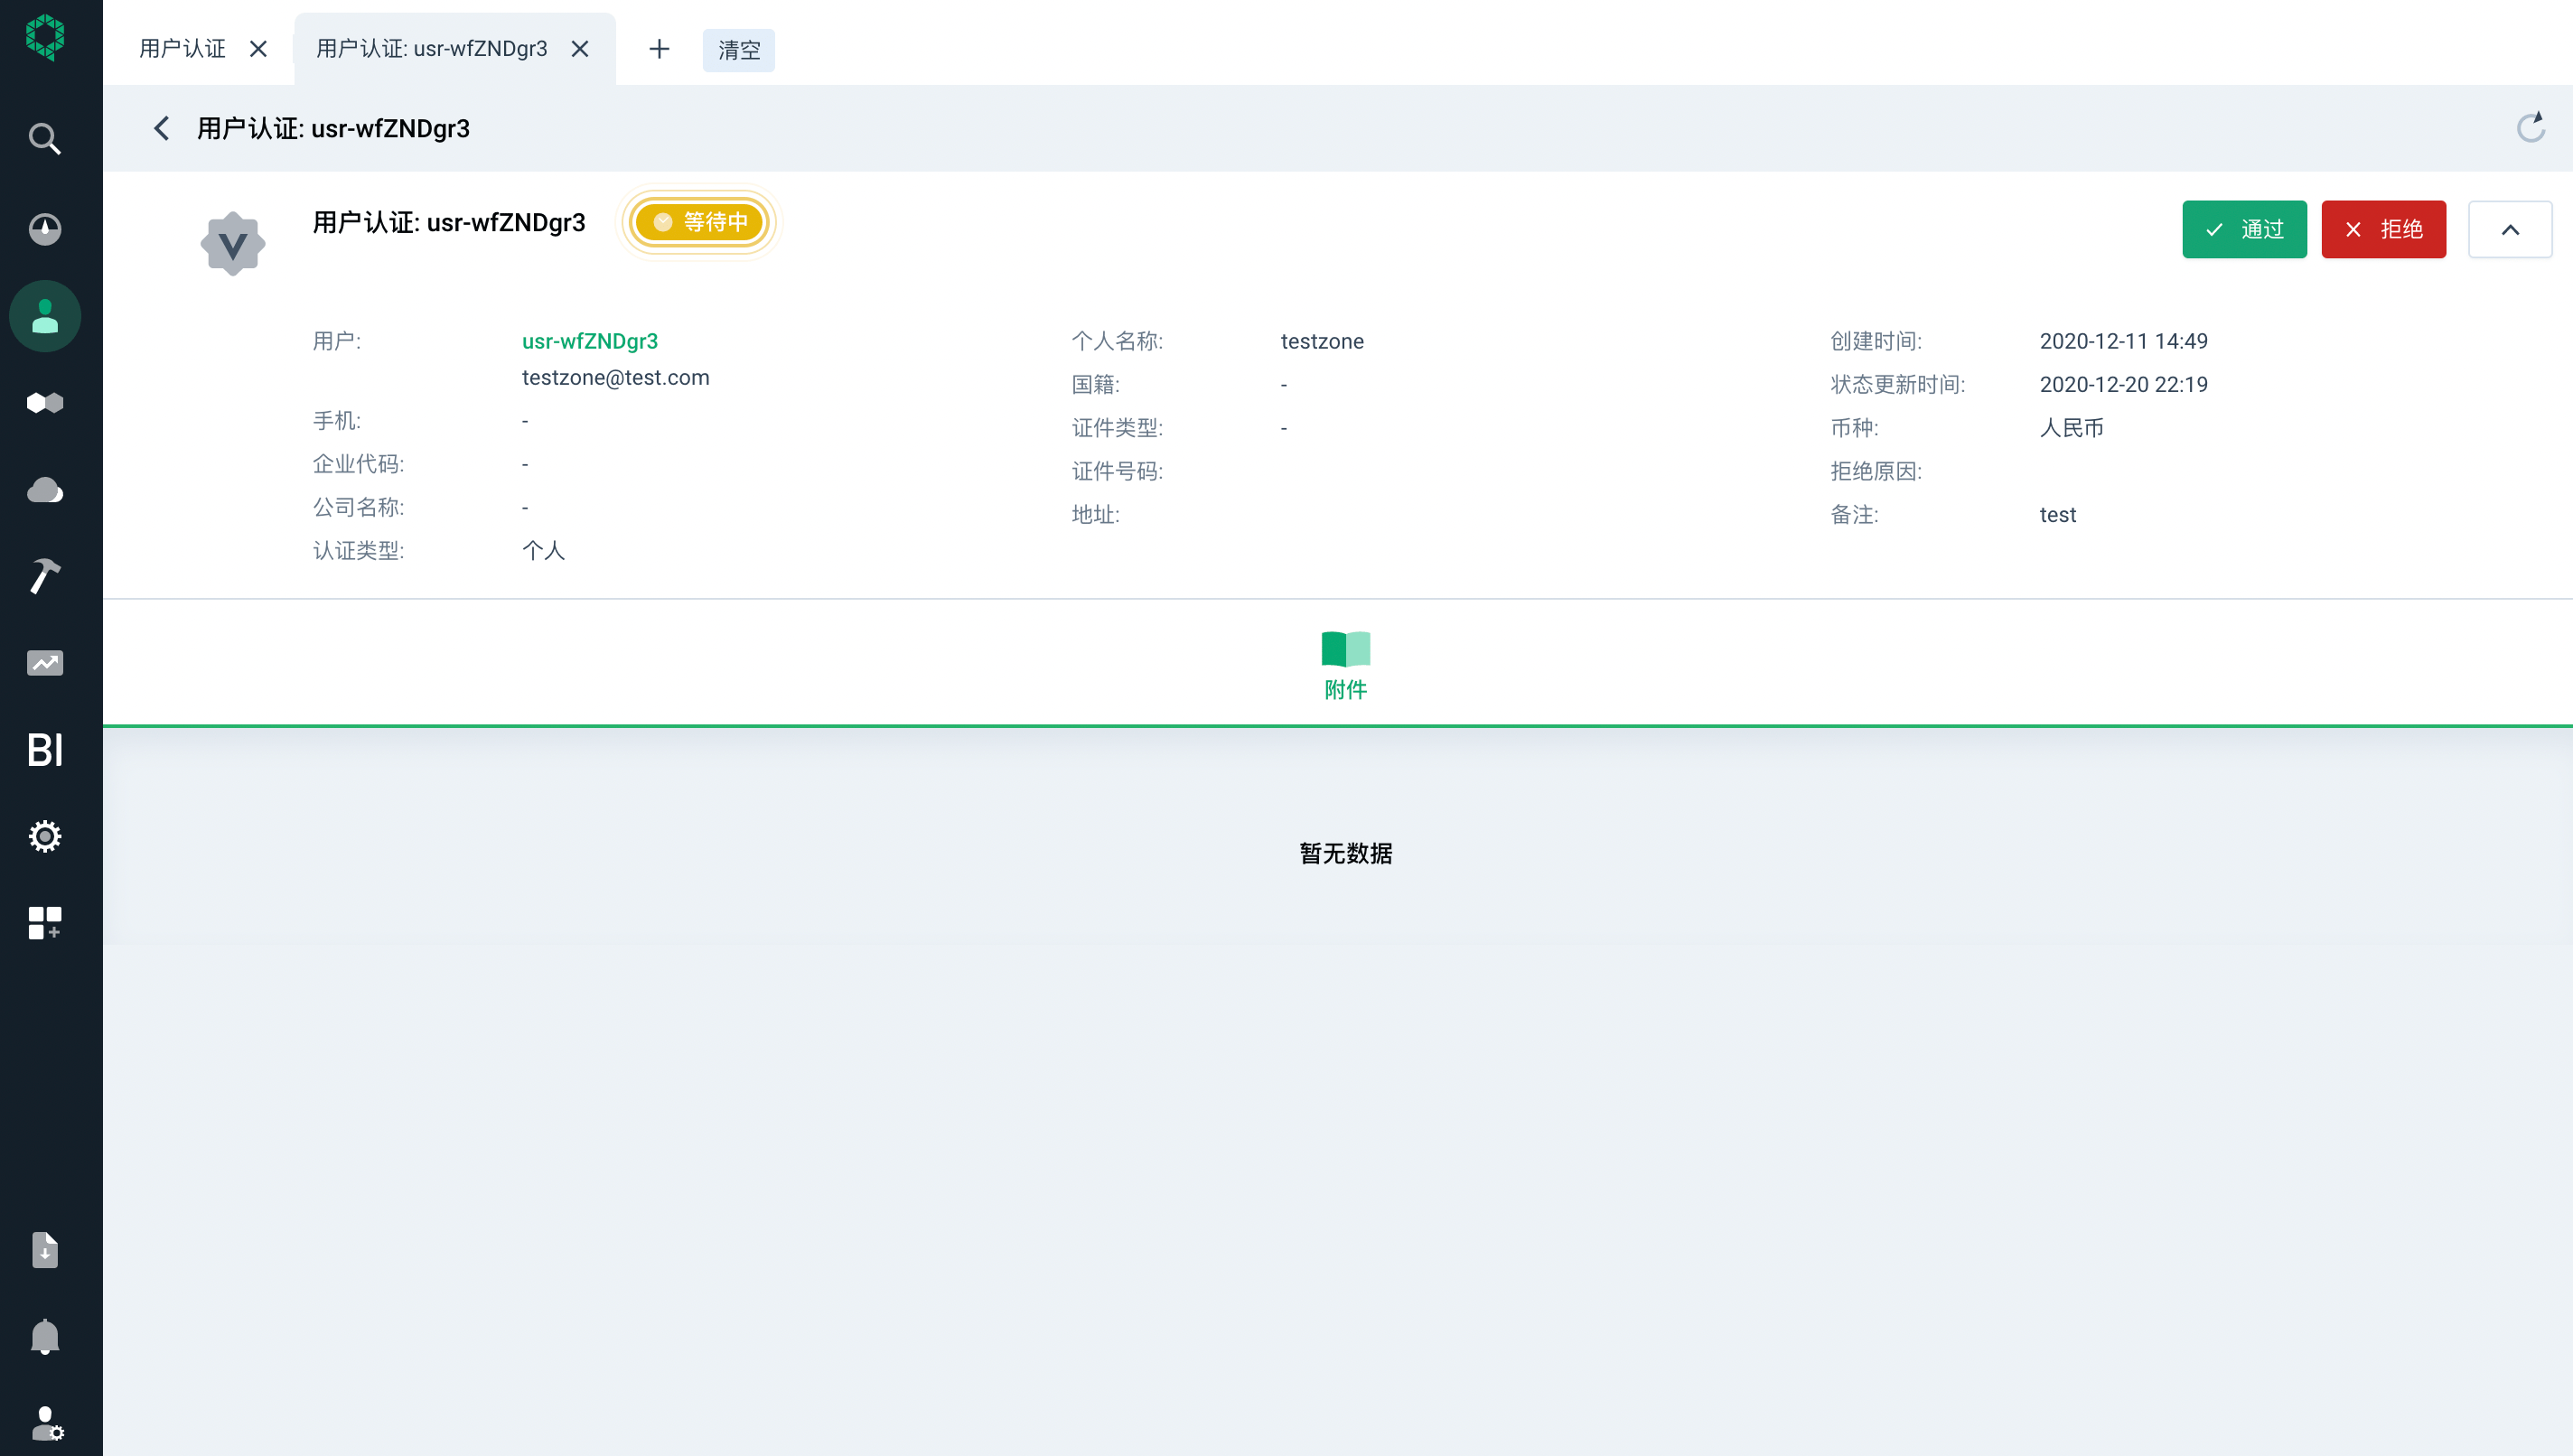 用户认证
用户认证: usr-wfZNDgr3
清空
用户认证: usr-wfZNDgr3
用户认证: usr-wfZNDgr3
等待中
通过
拒绝
用户:
usr-wfZNDgr3
testzone@test.com
手机:
-
企业代码:
-
公司名称:
-
认证类型:
个人
个人名称:
testzone
国籍:
-
证件类型:
-
证件号码:
地址:
创建时间:
2020-12-11 14:49
状态更新时间:
2020-12-20 22:19
币种:
人民币
拒绝原因:
备注:
test
附件
暂无数据
BI